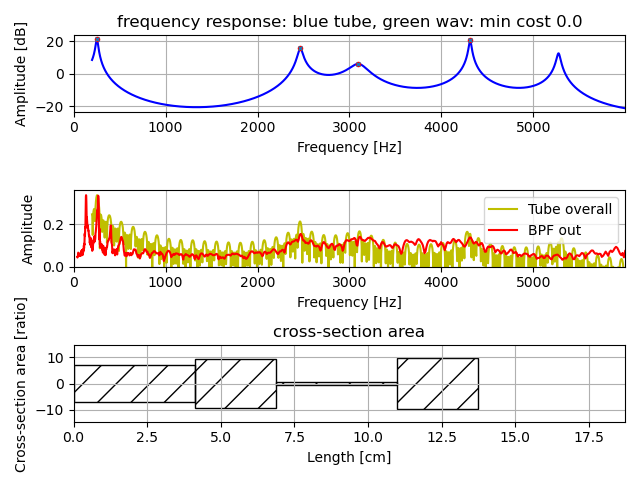 frequency response: blue tube, green wav: min cost 0.0
Amplitude [dB]
20
0
−20
0 1000 2000 3000 4000 5000
Frequency [Hz]
Amplitude
0.2
0.0
Tube overall
BPF out
0 1000 2000 3000 4000 5000
Frequency [Hz]
cross-section area
Cross-section area [ratio]
10
0
−10
0.0 2.5 5.0 7.5 10.0 12.5 15.0 17.5
Length [cm]